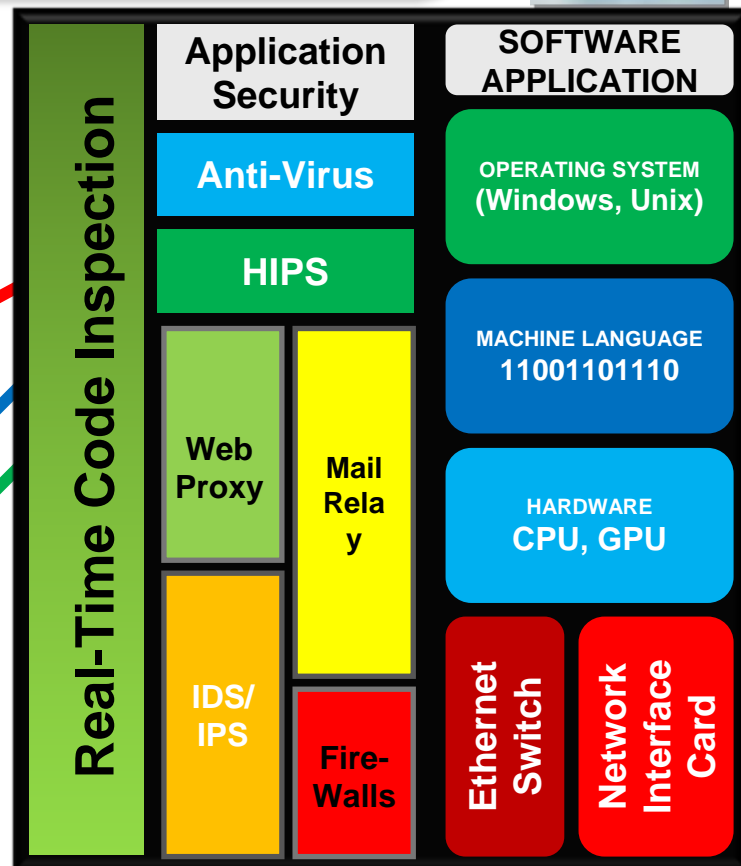 Real-Time Code Inspection
Application
Security
Anti-Virus
HIPS
Web
Proxy
Mail
Rela
y
IDS/
IPS
Fire-
Walls
SOFTWARE
APPLICATION
OPERATING SYSTEM
(Windows, Unix)
MACHINE LANGUAGE
11001101110
HARDWARE
CPU, GPU
Ethernet
Switch
Network
Interface
Card